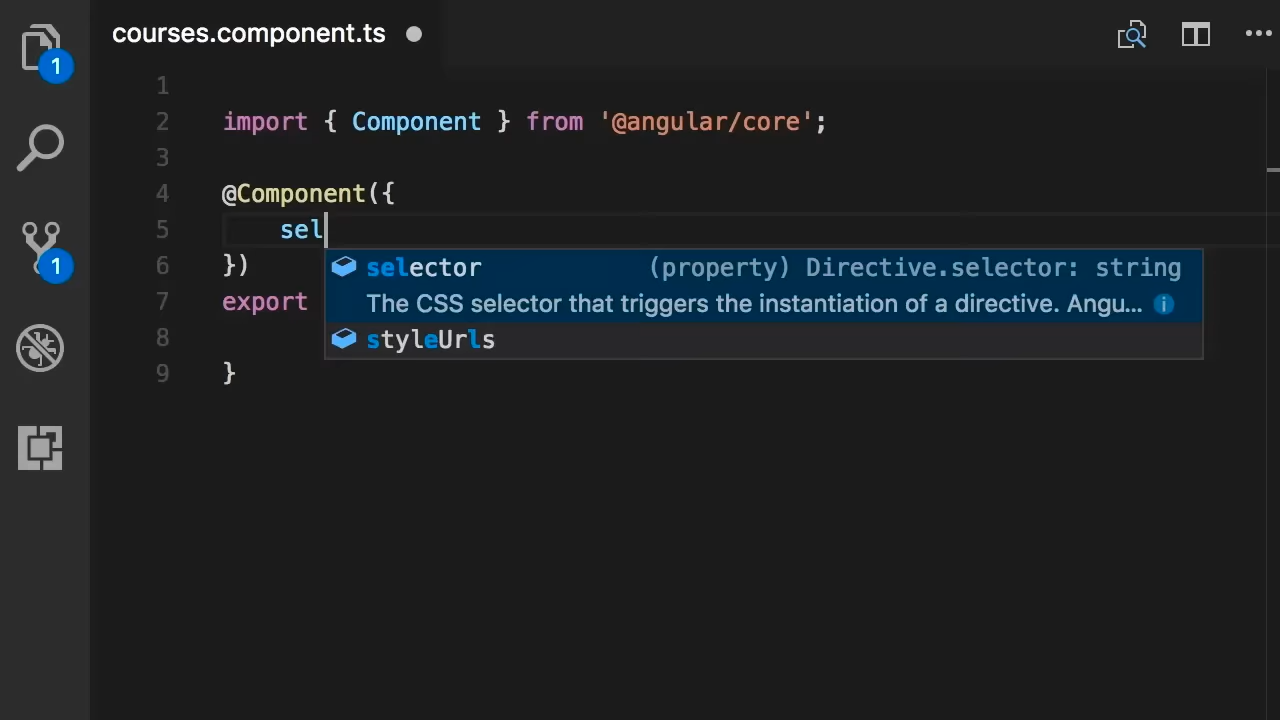 courses.component.ts
1
1
2 import { Component } from '@angular/core';
3
4 @Component({
5 sel
selector (property) Directive.selector: string
The CSS selector that triggers the instantiation of a directive. Angu...
styleUrls
6 })
7 export
8
9 }
1